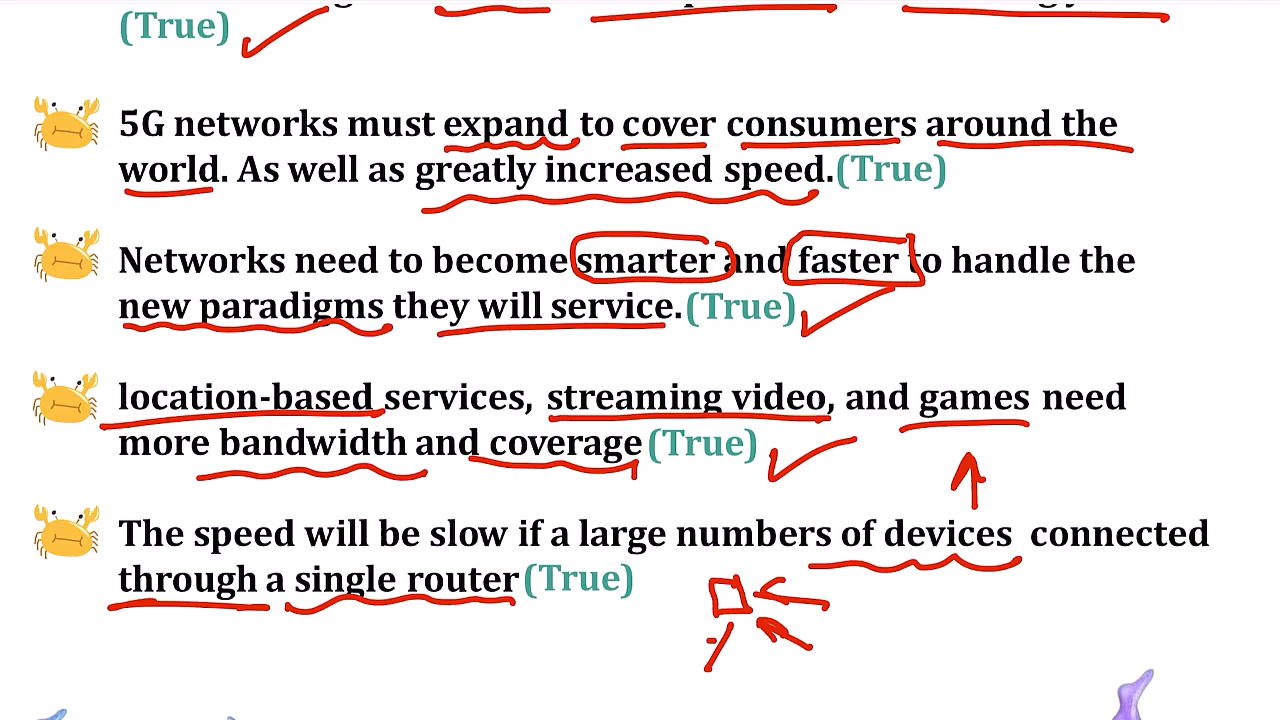 (True)
5G networks must expand to cover consumers around the
world. As well as greatly increased speed.(True)
Networks need to become smarter and faster to handle the
new paradigms they will service.(True)
location-based services, streaming video, and games need
more bandwidth and coverage(True)
The speed will be slow if a large numbers of devices connected
through a single router(True)